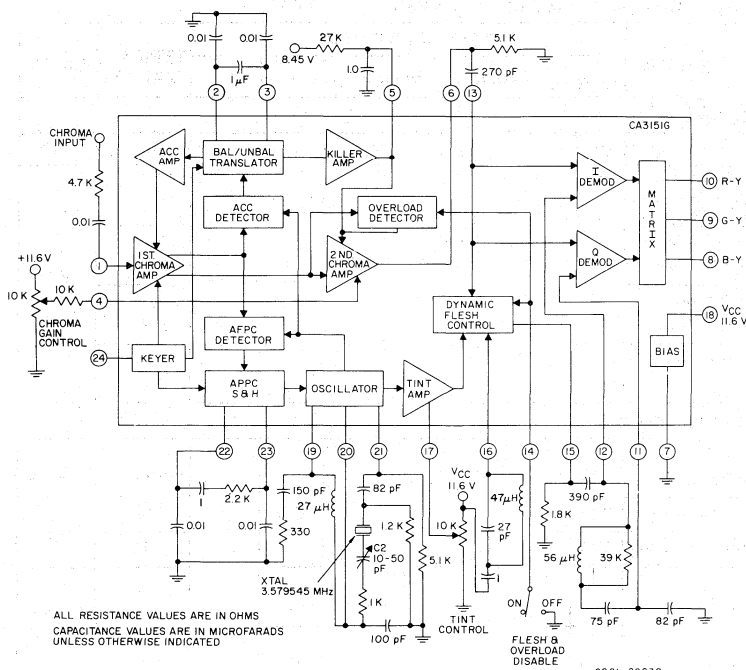 0.01
0.01
1 µF
27 K
8.45 V
1.0
5.1 K
270 pF
2
3
5
6
13
CA3151G
CHROMA
INPUT
4.7 K
0.01
ACC
AMP
BAL/UNBAL
TRANSLATOR
KILLER
AMP
ACC
DETECTOR
OVERLOAD
DETECTOR
I
DEMOD
Q
DEMOD
MATRIX
10 R-Y
9 G-Y
8 B-Y
1
1ST.
CHROMA
AMP
2ND
CHROMA
AMP
+11.6V
10K
10K
4
CHROMA
GAIN
CONTROL
AFPC
DETECTOR
DYNAMIC
FLESH
CONTROL
18 VCC
11.6 V
BIAS
24
KEYER
APPC
S & H
OSCILLATOR
TINT
AMP
22
23
19
20
21
17
16
14
15
12
11
7
1
2.2 K
0.01
0.01
150 pF
27 µH
330
82 pF
1.2 K
C2
10-50
pF
5.1 K
1K
100 pF
XTAL
3.579545 MHz
VCC
11.6 V
10 K
TINT
CONTROL
47µH
27
pF
1
ON
OFF
FLESH &
OVERLOAD
DISABLE
1.8 K
390 pF
56 µH
39 K
75 pF
82 pF
ALL RESISTANCE VALUES ARE IN OHMS
CAPACITANCE VALUES ARE IN MICROFARADS
UNLESS OTHERWISE INDICATED